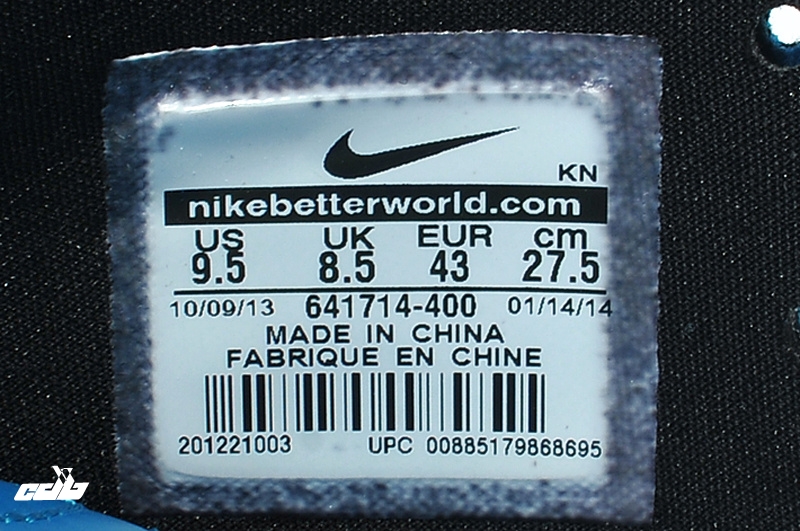 KN
nikebetterworld.com
US UK EUR cm
9.5 8.5 43 27.5
10/09/13 641714-400 01/14/14
MADE IN CHINA
FABRIQUE EN CHINE
201221003 UPC 00885179868695
cdb